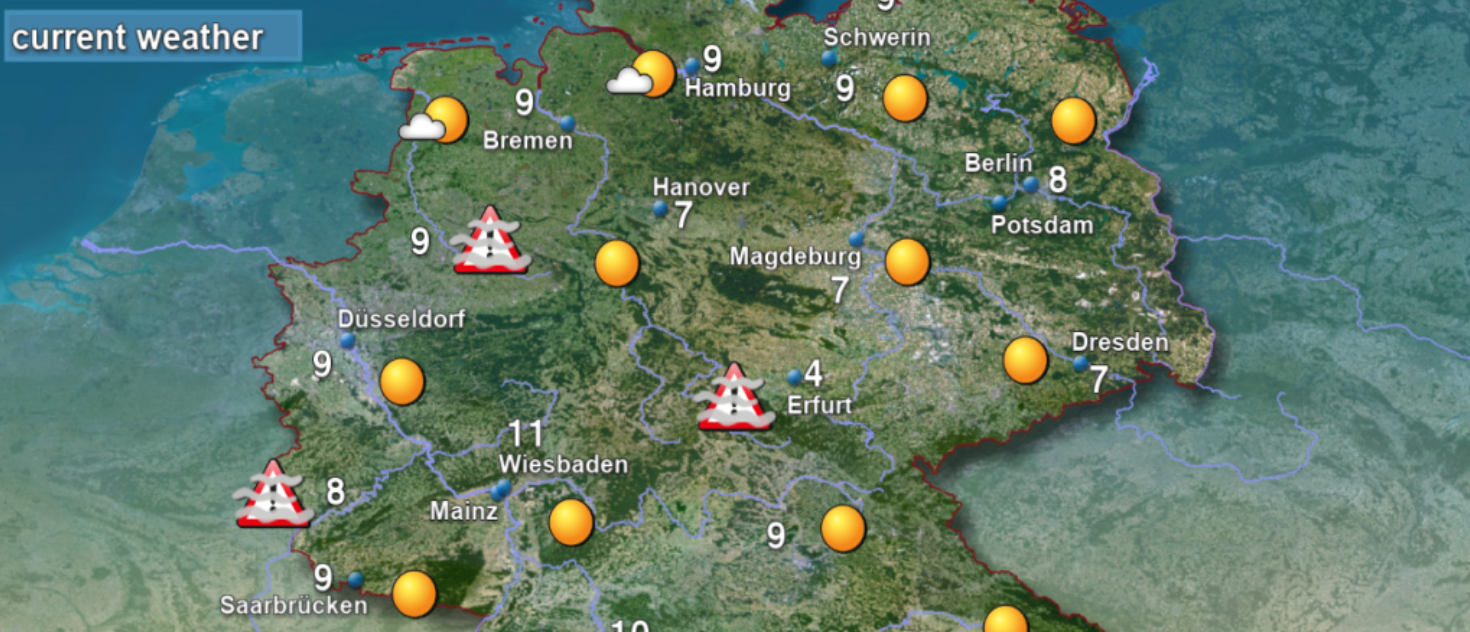 9
current weather
Schwerin
9
Hamburg
9
9
Bremen
Berlin
8
Hanover
7
Potsdam
9
Magdeburg
7
Düsseldorf
9
Dresden
7
4
Erfurt
11
Wiesbaden
8
Mainz
9
9
Saarbrücken
10